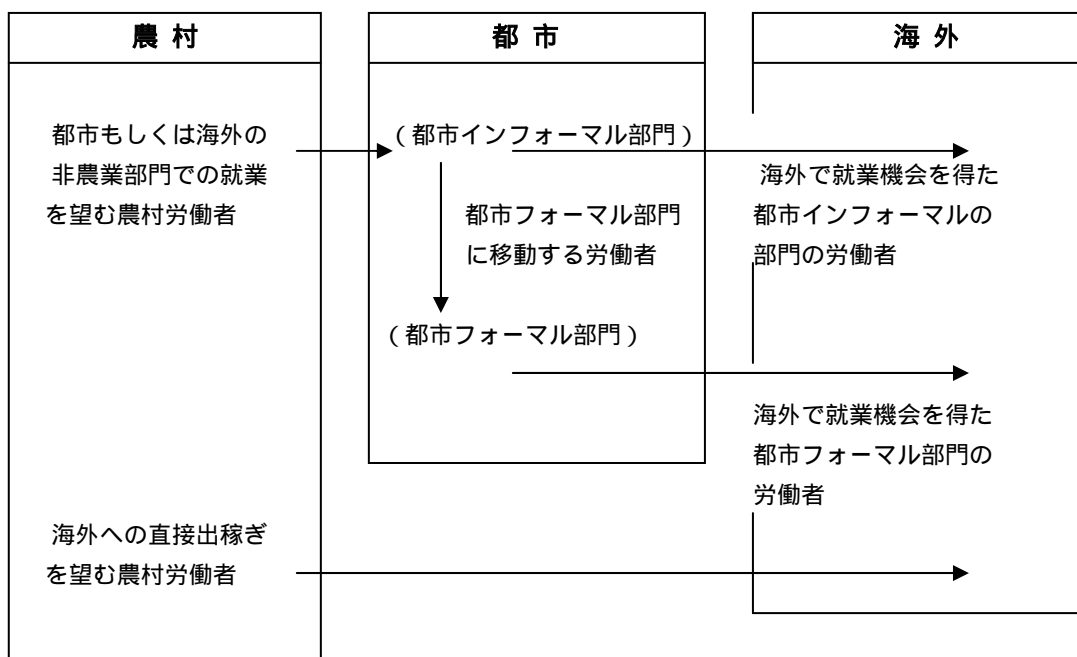 農 村
都 市
海 外
都市もしくは海外の
非農業部門での就業
を望む農村労働者
(都市インフォーマル部門)
都市フォーマル部門
に移動する労働者
(都市フォーマル部門)
海外で就業機会を得た
都市インフォーマルの
部門の労働者
海外で就業機会を得た
都市フォーマル部門の
労働者
海外への直接出稼ぎ
を望む農村労働者